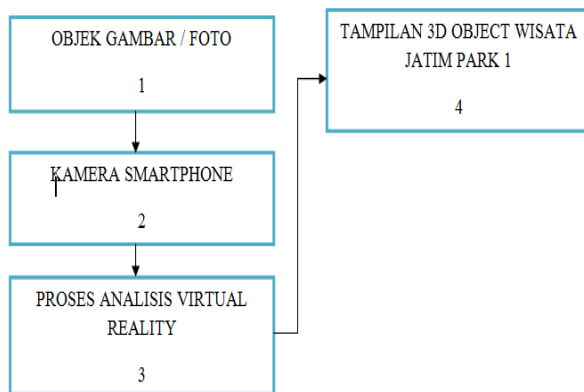 OBJEK GAMBAR / FOTO
1
KAMERA SMARTPHONE
2
PROSES ANALISIS VIRTUAL
REALITY
3
TAMPILAN 3D OBJECT WISATA
JATIM PARK 1
4